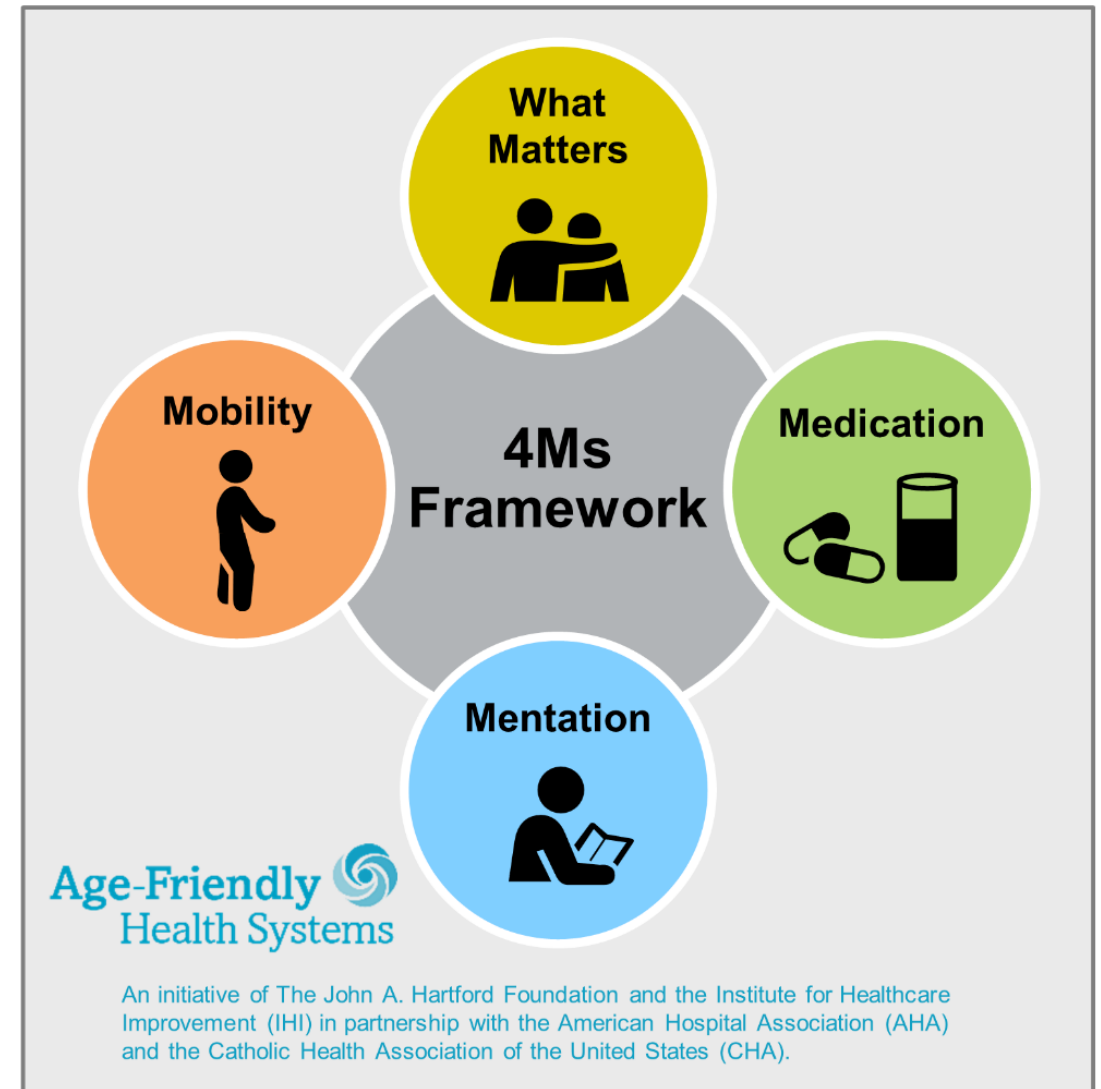 What
Matters
Mobility
4Ms
Framework
Medication
Mentation
Age-Friendly
Health Systems
An initiative of The John A. Hartford Foundation and the Institute for Healthcare
Improvement (IHI) in partnership with the American Hospital Association (AHA)
and the Catholic Health Association of the United States (CHA).